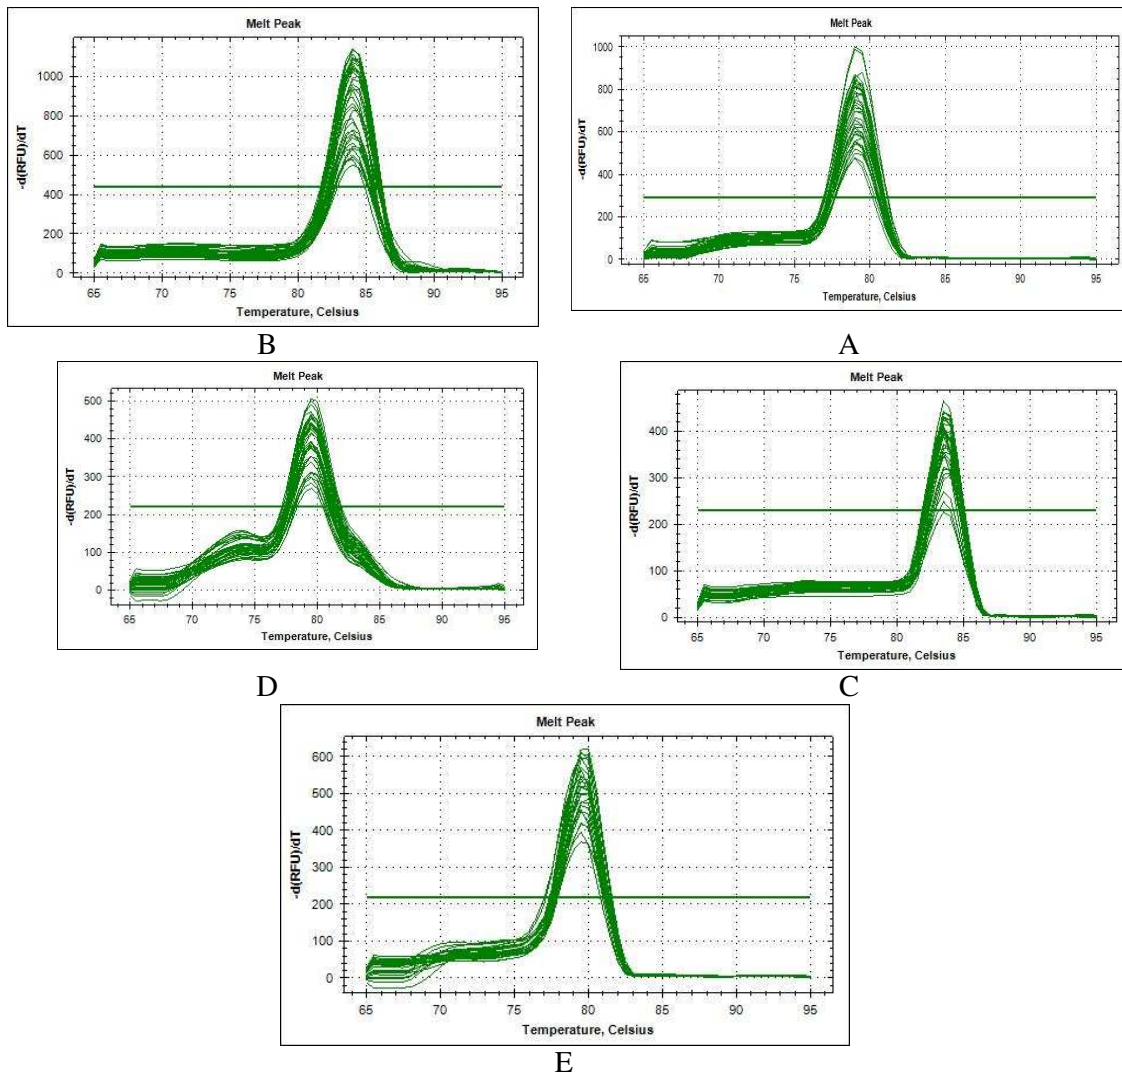 Melt Peak
-d(RFU)/dT
1000
800
600
400
200
0
65 70 75 80 85 90 95
Temperature, Celsius
B
Melt Peak
-d(RFU)/dT
1000
800
600
400
200
0
65 70 75 80 85 90 95
Temperature, Celsius
A
Melt Peak
-d(RFU)/dT
500
400
300
200
100
0
65 70 75 80 85 90 95
Temperature, Celsius
D
Melt Peak
-d(RFU)/dT
400
300
200
100
0
65 70 75 80 85 90 95
Temperature, Celsius
C
Melt Peak
-d(RFU)/dT
600
500
400
300
200
100
0
65 70 75 80 85 90 95
Temperature, Celsius
E